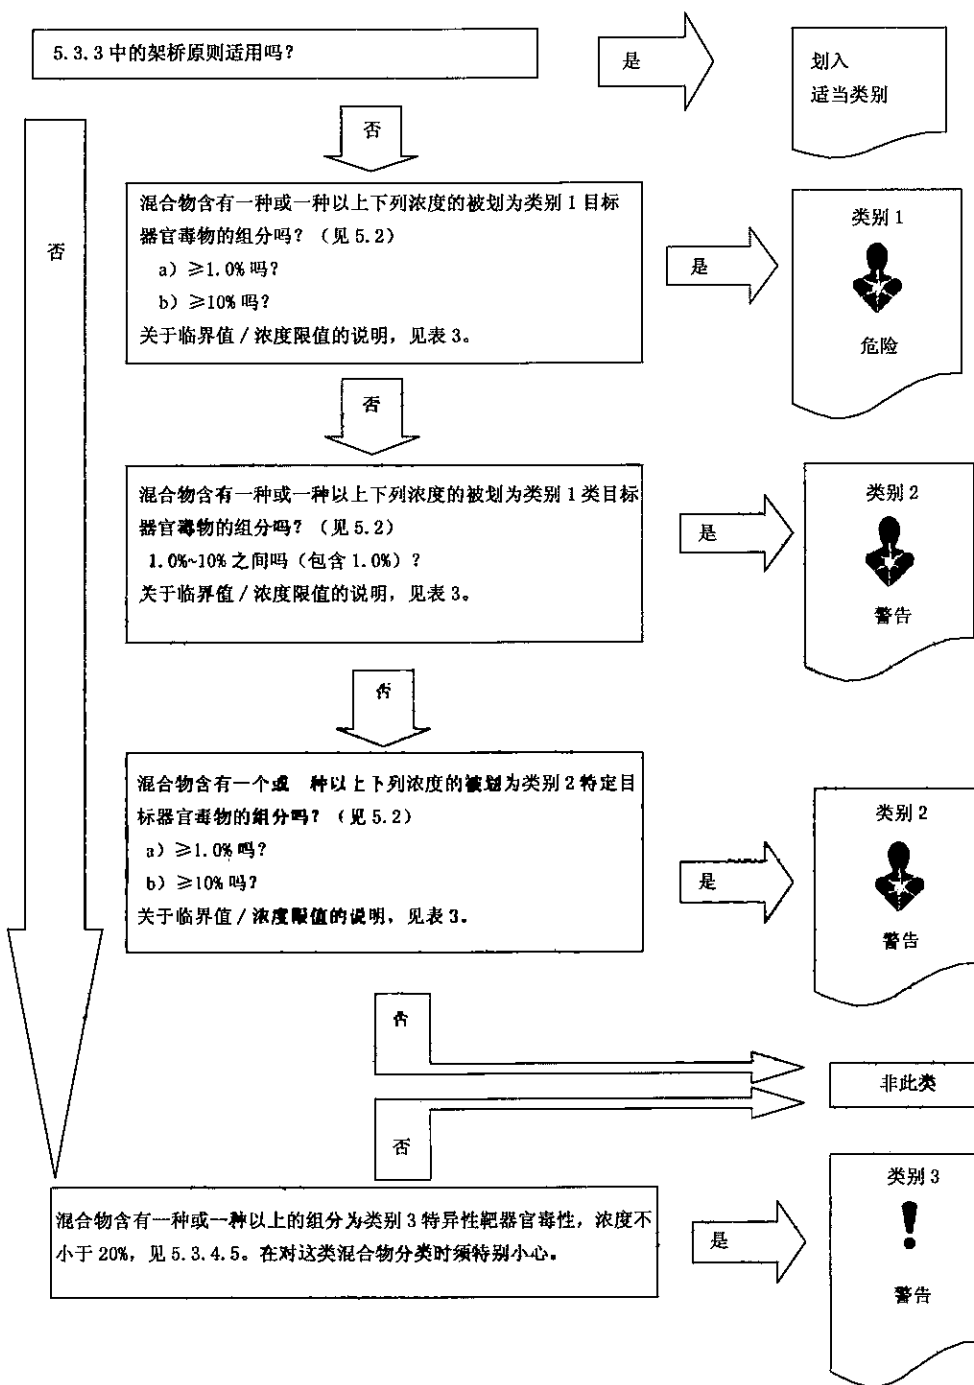 5.3.3 中的架桥原则适用吗?
是
划入
适当类别
否
否
混合物含有一种或一种以上下列浓度的被划为类别 1 目标
器官毒物的组分吗? (见 5.2)
a) ≥1.0% 吗?
b) ≥10% 吗?
关于临界值 / 浓度限值的说明, 见表 3。
是
类别 1
危险
否
混合物含有一种或一种以上下列浓度的被划为类别 1 类目标
器官毒物的组分吗? (见 5.2)
1.0%~10% 之间吗 (包含 1.0%) ?
关于临界值 / 浓度限值的说明, 见表 3。
是
类别 2
警告
否
混合物含有一个或 种以上下列浓度的被划为类别 2 特定目
标器官毒物的组分吗? (见 5.2)
a) ≥1.0% 吗?
b) ≥10% 吗?
关于临界值 / 浓度限值的说明, 见表 3。
是
类别 2
警告
否
非此类
否
混合物含有一种或一种以上的组分为类别 3 特异性靶器官毒性, 浓度不
小于 20%, 见 5.3.4.5。在对这类混合物分类时须特别小心。
是
类别 3
!
警告